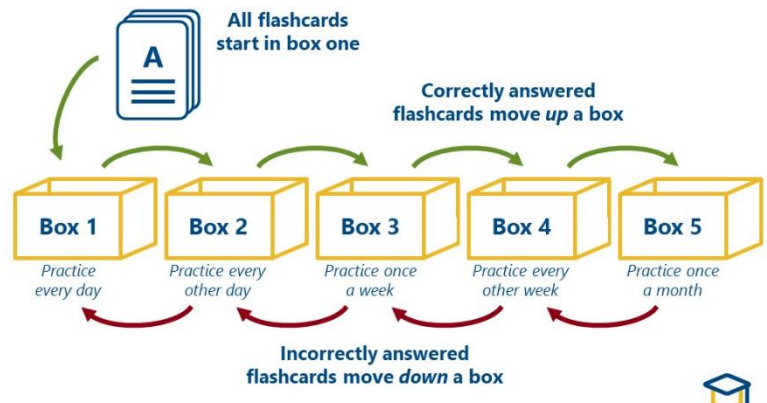 All flashcards
start in box one
A
Correctly answered
flashcards move up a box
Box 1
Box 2
Box 3
Box 4
Box 5
Practice
every day
Practice every
other day
Practice once
a week
Practice every
other week
Practice once
a month
Incorrectly answered
flashcards move down a box